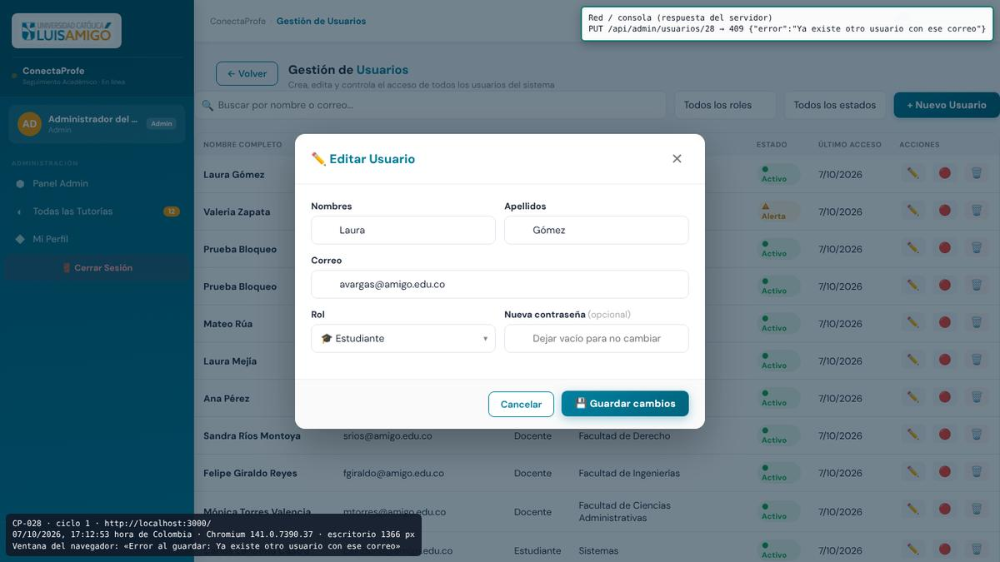 UNIVERSIDAD CATÓLICA
LUIS AMIGÓ
ConectaProfe
Seguimiento Académico · En línea
AD
Administrador del ...
Admin
Admin
ADMINISTRACIÓN
Panel Admin
Todas las Tutorías
12
Mi Perfil
Cerrar Sesión
ConectaProfe › Gestión de Usuarios
Red / consola (respuesta del servidor)
PUT /api/admin/usuarios/28 → 409 {"error":"Ya existe otro usuario con ese correo"}
← Volver
Gestión de Usuarios
Crea, edita y controla el acceso de todos los usuarios del sistema
Buscar por nombre o correo...
Todos los roles
Todos los estados
+ Nuevo Usuario
NOMBRE COMPLETO
ESTADO
ÚLTIMO ACCESO
ACCIONES
Laura Gómez
Activo
7/10/2026
Valeria Zapata
Alerta
7/10/2026
Prueba Bloqueo
Activo
7/10/2026
Prueba Bloqueo
Activo
7/10/2026
Mateo Rúa
Activo
7/10/2026
Laura Mejía
Activo
7/10/2026
Ana Pérez
Activo
7/10/2026
Sandra Ríos Montoya
srios@amigo.edu.co
Docente
Facultad de Derecho
Activo
7/10/2026
Felipe Giraldo Reyes
fgiraldo@amigo.edu.co
Docente
Facultad de Ingenierías
Activo
7/10/2026
Mónica Torres Valencia
mtorres@amigo.edu.co
Docente
Facultad de Ciencias
Administrativas
Activo
7/10/2026
Estudiante
Sistemas
Activo
7/10/2026
Editar Usuario
✕
Nombres
Apellidos
Laura
Gómez
Correo
avargas@amigo.edu.co
Rol
Nueva contraseña (opcional)
Estudiante
Dejar vacío para no cambiar
Cancelar
Guardar cambios
CP-028 · ciclo 1 · http://localhost:3000/
07/10/2026, 17:12:53 hora de Colombia · Chromium 141.0.7390.37 · escritorio 1366 px
Ventana del navegador: «Error al guardar: Ya existe otro usuario con ese correo»